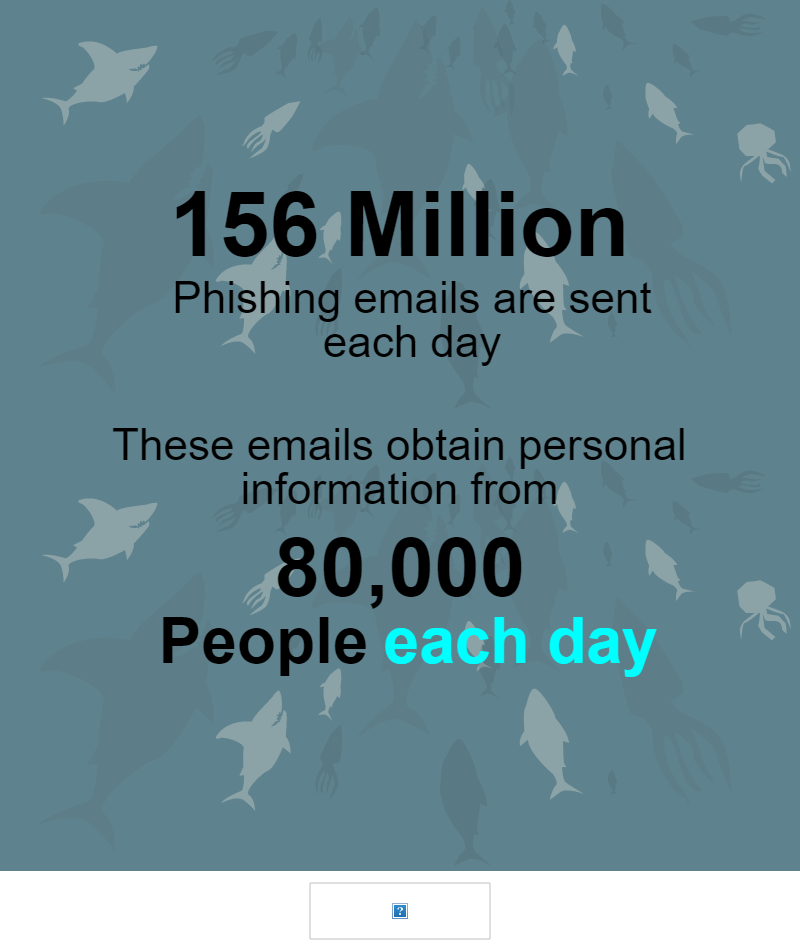 156 Million
Phishing emails are sent
each day
These emails obtain personal
information from
80,000
People each day
?